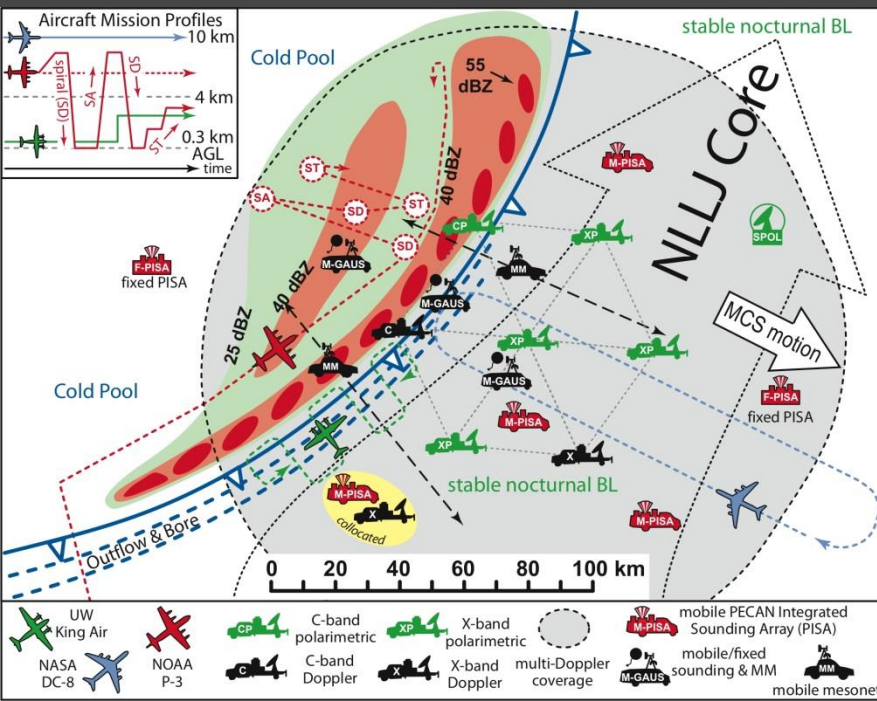 Aircraft Mission Profiles
10 km
spiral (SD)
SA
SD
4 km
ST
0.3 km
AGL
time
stable nocturnal BL
Cold Pool
55
dBZ
NLLJ Core
M-PISA
40 dBZ
ST
SA
ST
SD
CP
XP
SPOL
SD
M-GAUS
MM
F-PISA
fixed PISA
40 dBZ
25 dBZ
M-GAUS
MCS motion
C
XP
XP
MM
M-GAUS
F-PISA
fixed PISA
Cold Pool
M-PISA
XP
X
stable nocturnal BL
M-PISA
X
collocated
M-PISA
Outflow & Bore
0 20 40 60 80 100 km
UW
King Air
NASA
DC-8
NOAA
P-3
CP
C-band
polarimetric
C
C-band
Doppler
XP
X-band
polarimetric
X
X-band
Doppler
multi-Doppler
coverage
M-PISA
mobile PECAN Integrated
Sounding Array (PISA)
M-GAUS
mobile/fixed
sounding & MM
MM
mobile mesonet